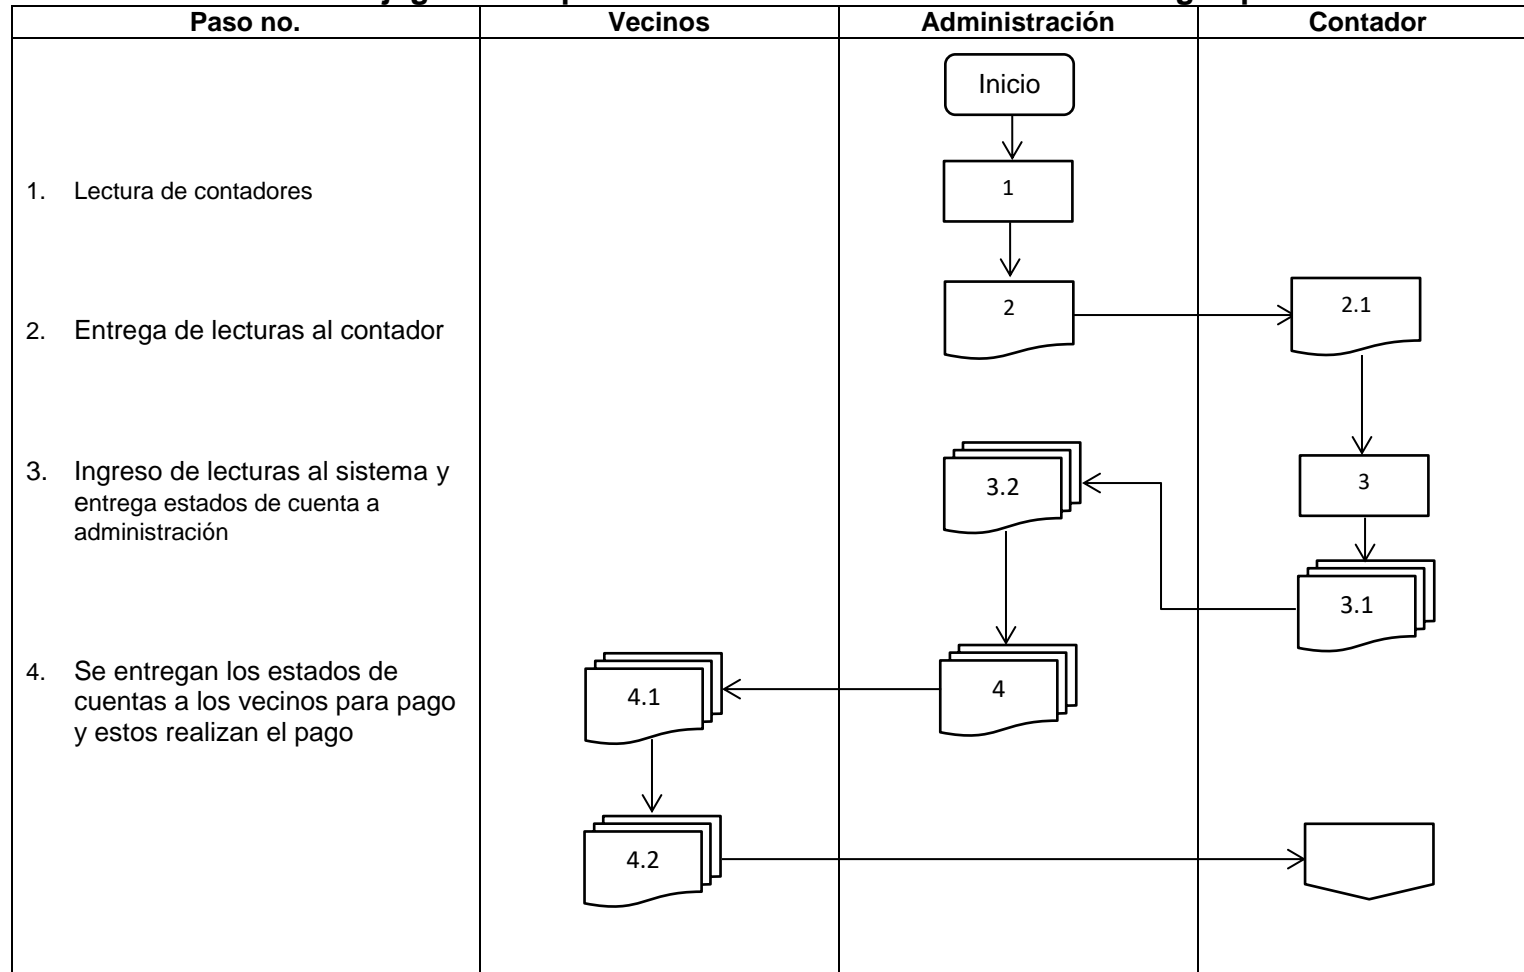 Paso no. Vecinos Administración Contador
Inicio
1. Lectura de contadores 1
2. Entrega de lecturas al contador 2 2.1
3. Ingreso de lecturas al sistema y 3.2 3
entrega estados de cuenta a
administración
3.1
4. Se entregan los estados de
cuentas a los vecinos para pago 4.1 4
y estos realizan el pago
4.2